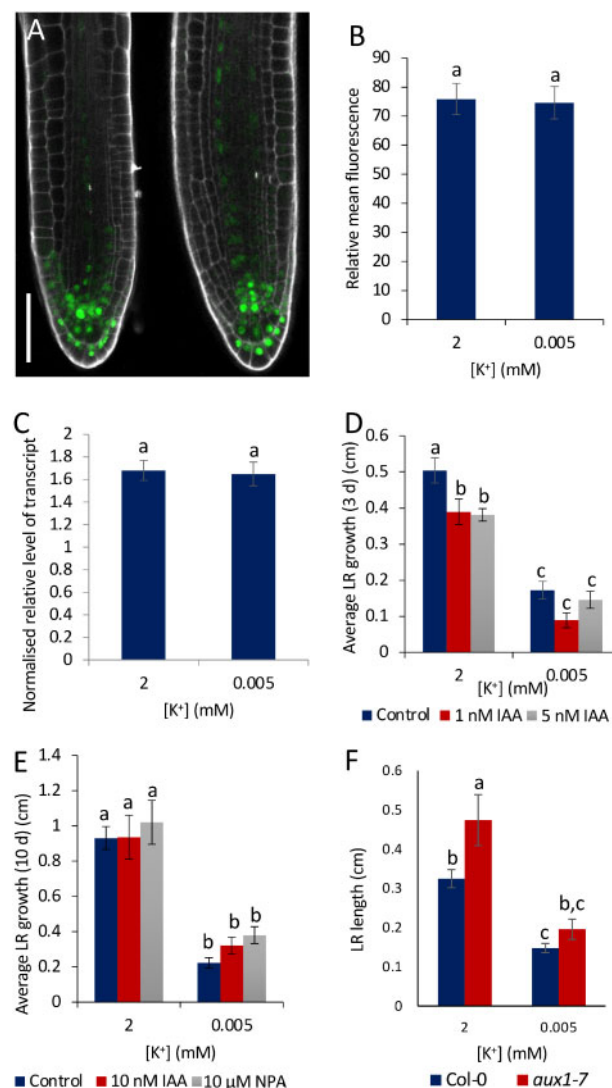 A
B
Relative mean fluorescence
90
80
70
60
50
40
30
20
10
0
a
a
2
0.005
[K⁺] (mM)
C
Normalised relative level of transcript
2
1.8
1.6
1.4
1.2
1
0.8
0.6
0.4
0.2
0
a
a
2
0.005
[K⁺] (mM)
D
Average LR growth (3 d) (cm)
0.6
0.5
0.4
0.3
0.2
0.1
0
a
b
b
c
c
c
2
0.005
[K⁺] (mM)
Control
1 nM IAA
5 nM IAA
E
Average LR growth (10 d) (cm)
1.4
1.2
1
0.8
0.6
0.4
0.2
0
a
a
a
b
b
b
2
0.005
[K⁺] (mM)
Control
10 nM IAA
10 µM NPA
F
LR length (cm)
0.6
0.5
0.4
0.3
0.2
0.1
0
b
a
c
b,c
2
0.005
[K⁺] (mM)
Col-0
aux1-7